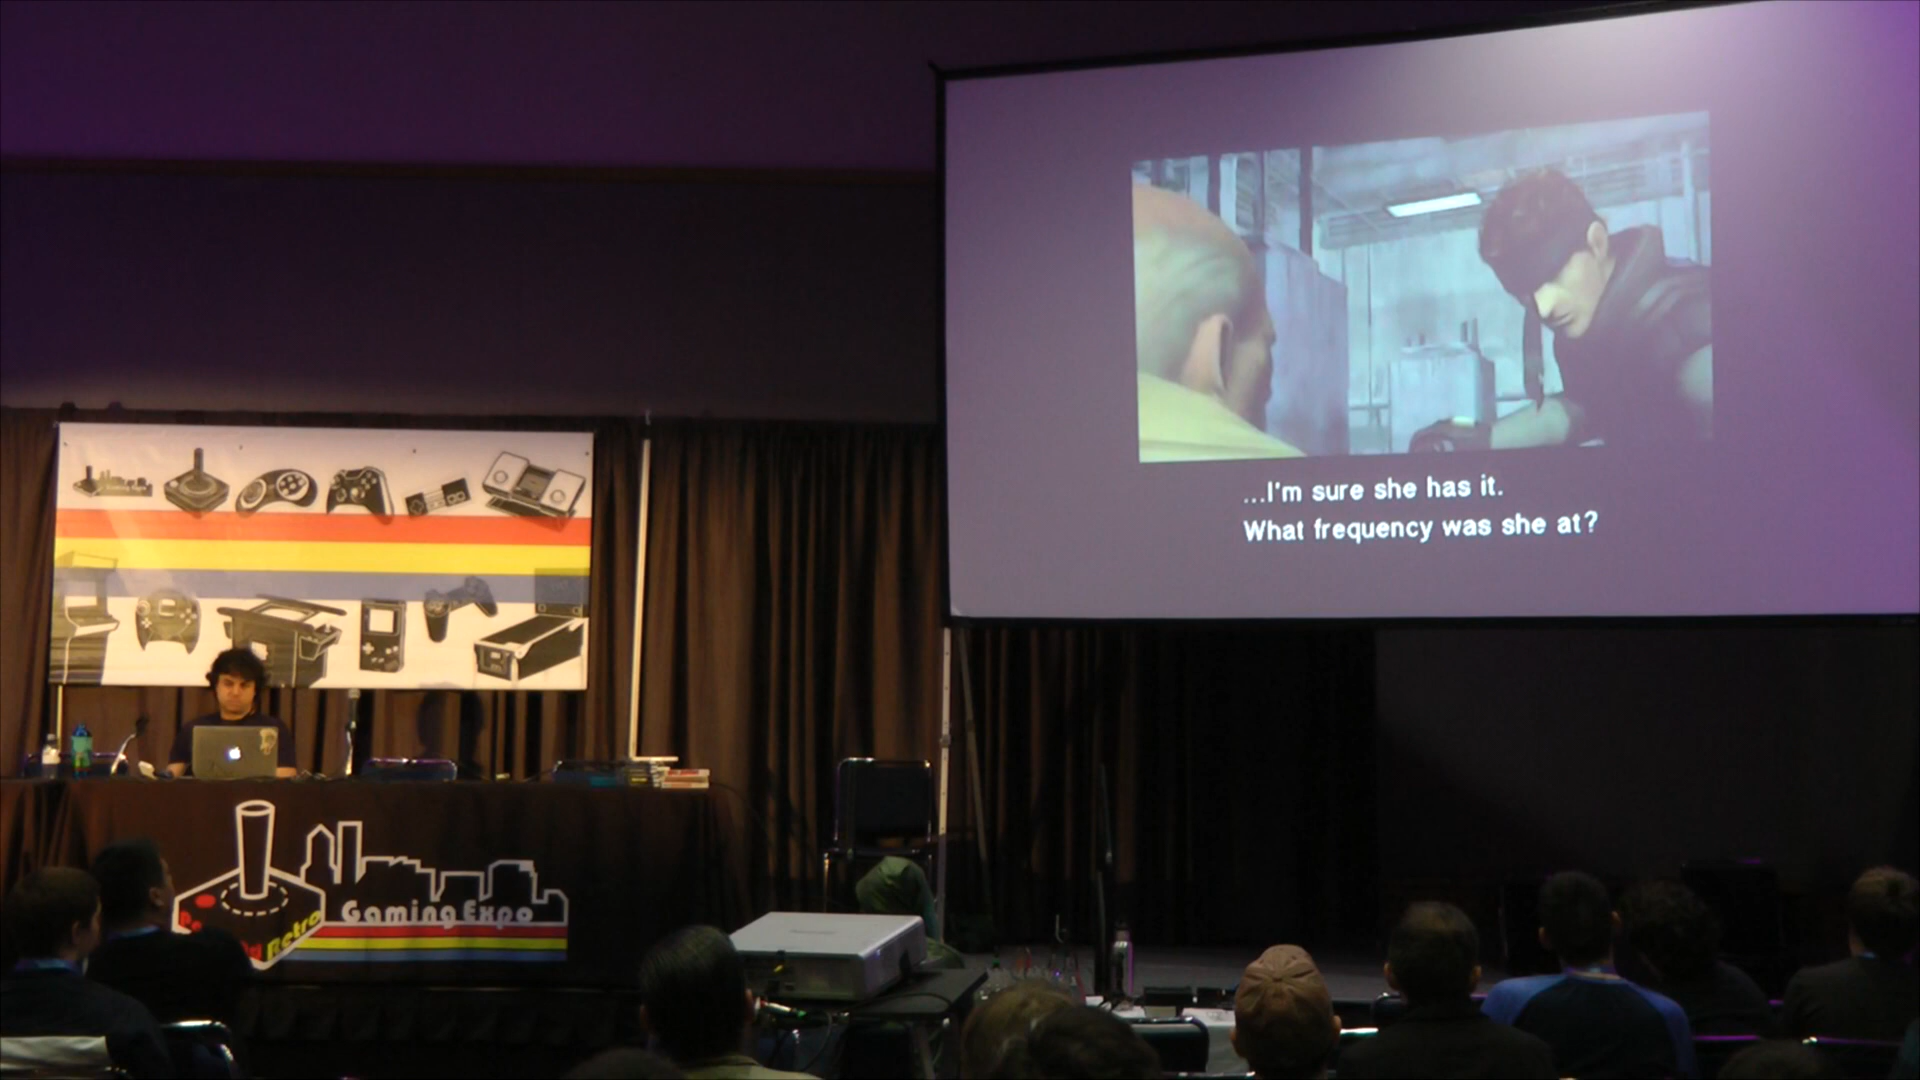 ...I'm sure she has it.
What frequency was she at?
Retro
Gaming Expo